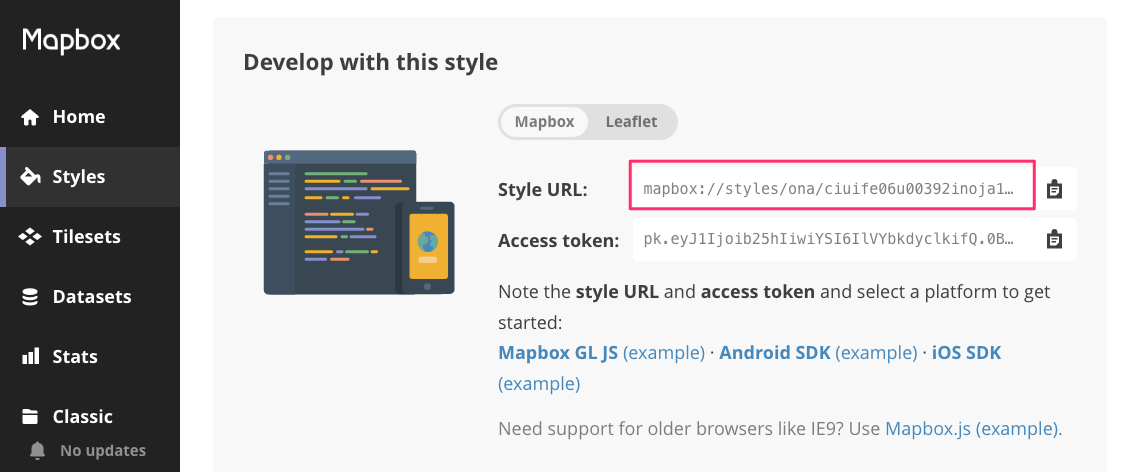 Mapbox
Home
Styles
Tilesets
Datasets
Stats
Classic
No updates
Develop with this style
Mapbox Leaflet
Style URL: mapbox://styles/ona/ciuife06u00392inoja1…
Access token: pk.eyJ1Ijoib25hIiwiYSI6IlVYbkdyclkifQ.0B…
Note the style URL and access token and select a platform to get
started:
Mapbox GL JS (example) · Android SDK (example) · iOS SDK
(example)
Need support for older browsers like IE9? Use Mapbox.js (example).